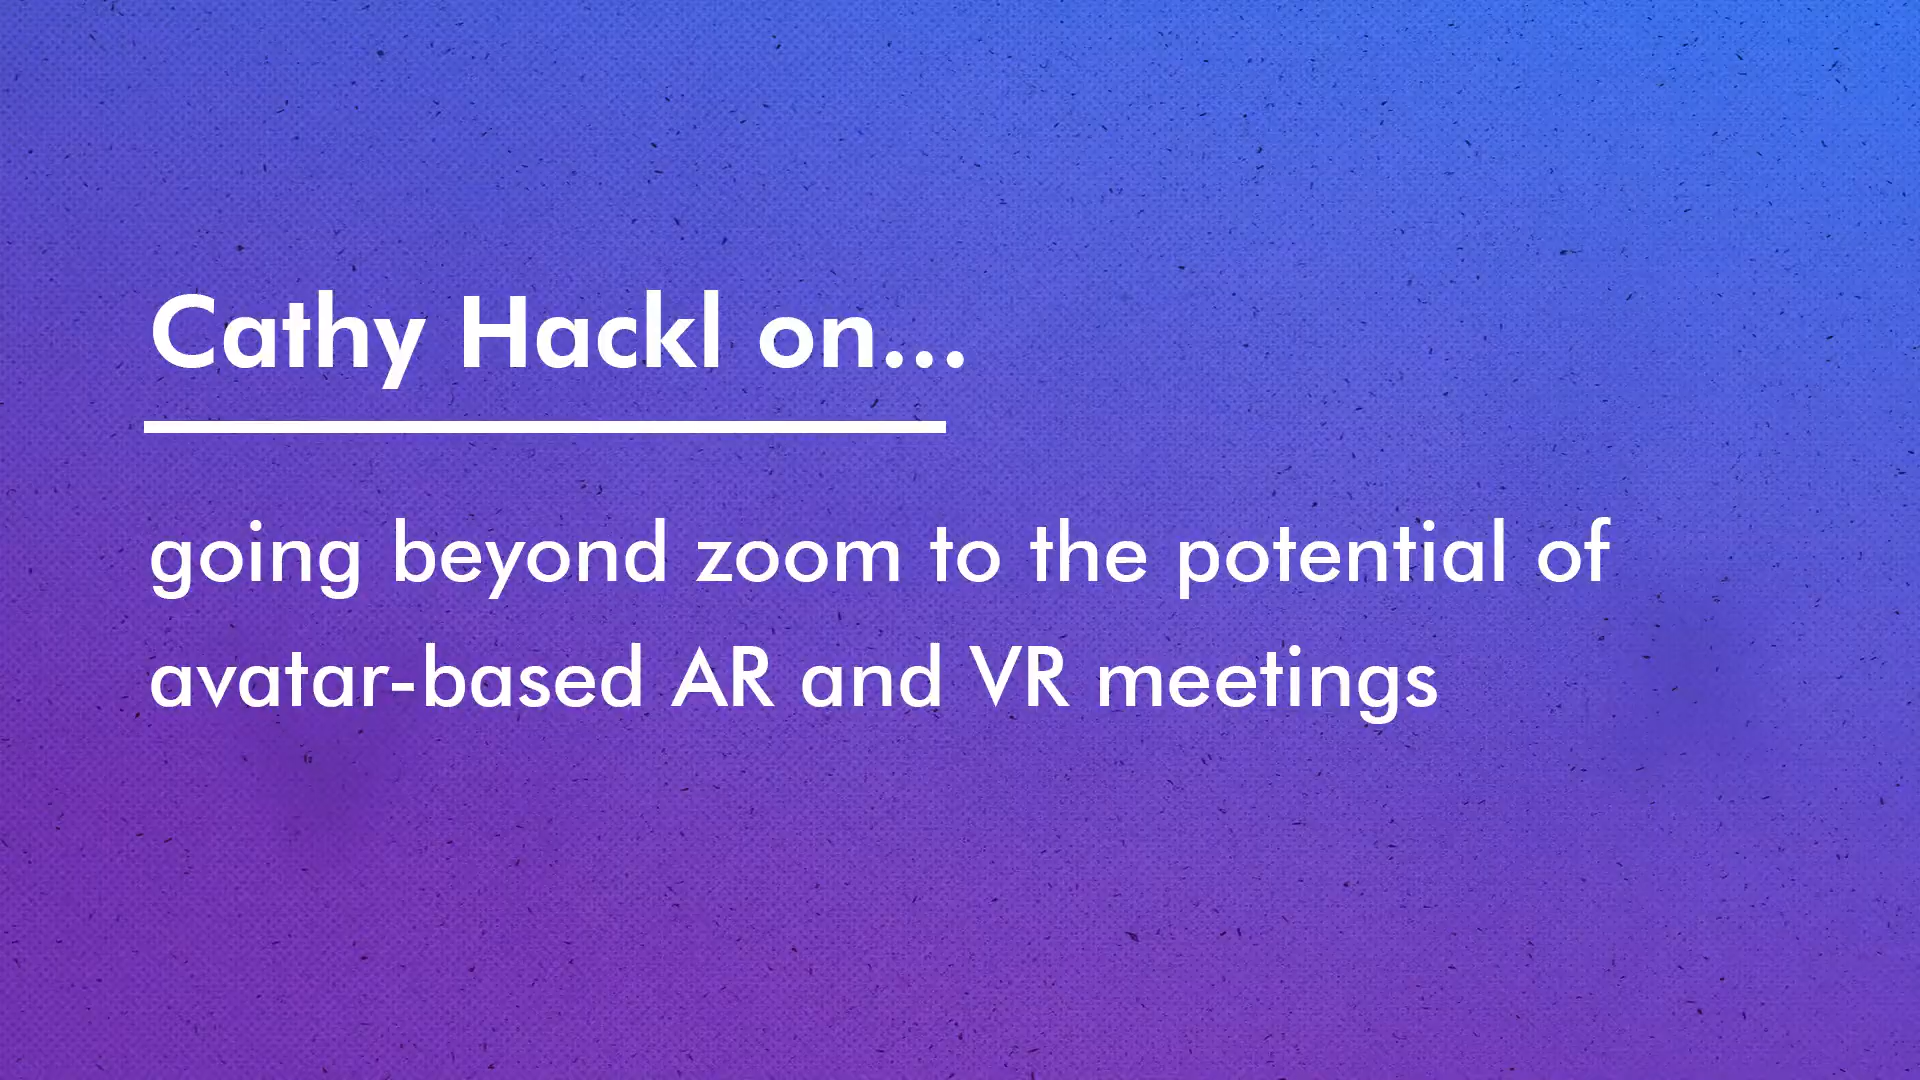 Cathy Hackl on...
going beyond zoom to the potential of
avatar-based AR and VR meetings